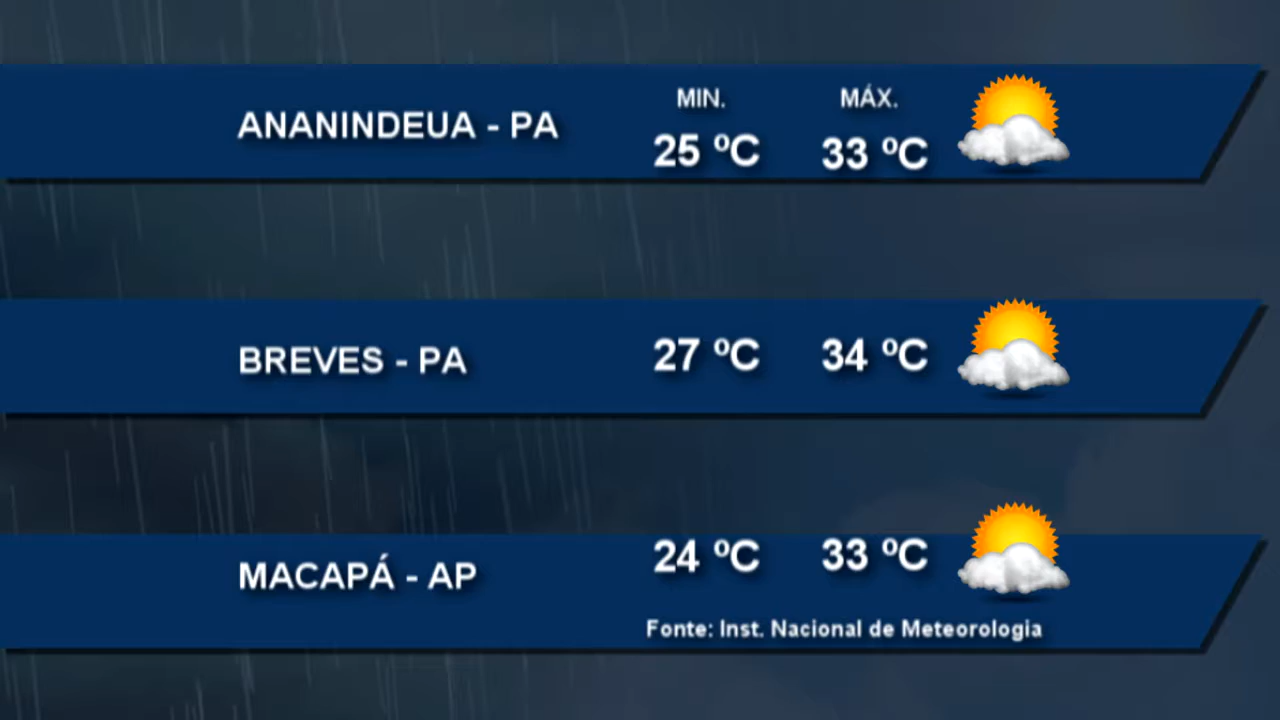 MIN. MÁX.
ANANINDEUA - PA 25 ºC 33 ºC
BREVES - PA 27 ºC 34 ºC
MACAPÁ - AP 24 ºC 33 ºC
Fonte: Inst. Nacional de Meteorologia